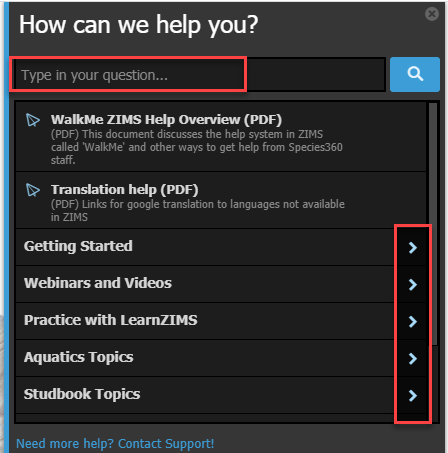 How can we help you?
Type in your question...
WalkMe ZIMS Help Overview (PDF)
(PDF) This document discusses the help system in ZIMS
called 'WalkMe' and other ways to get help from Species360
staff.
Translation help (PDF)
(PDF) Links for google translation to languages not available
in ZIMS
Getting Started
Webinars and Videos
Practice with LearnZIMS
Aquatics Topics
Studbook Topics
Need more help? Contact Support!